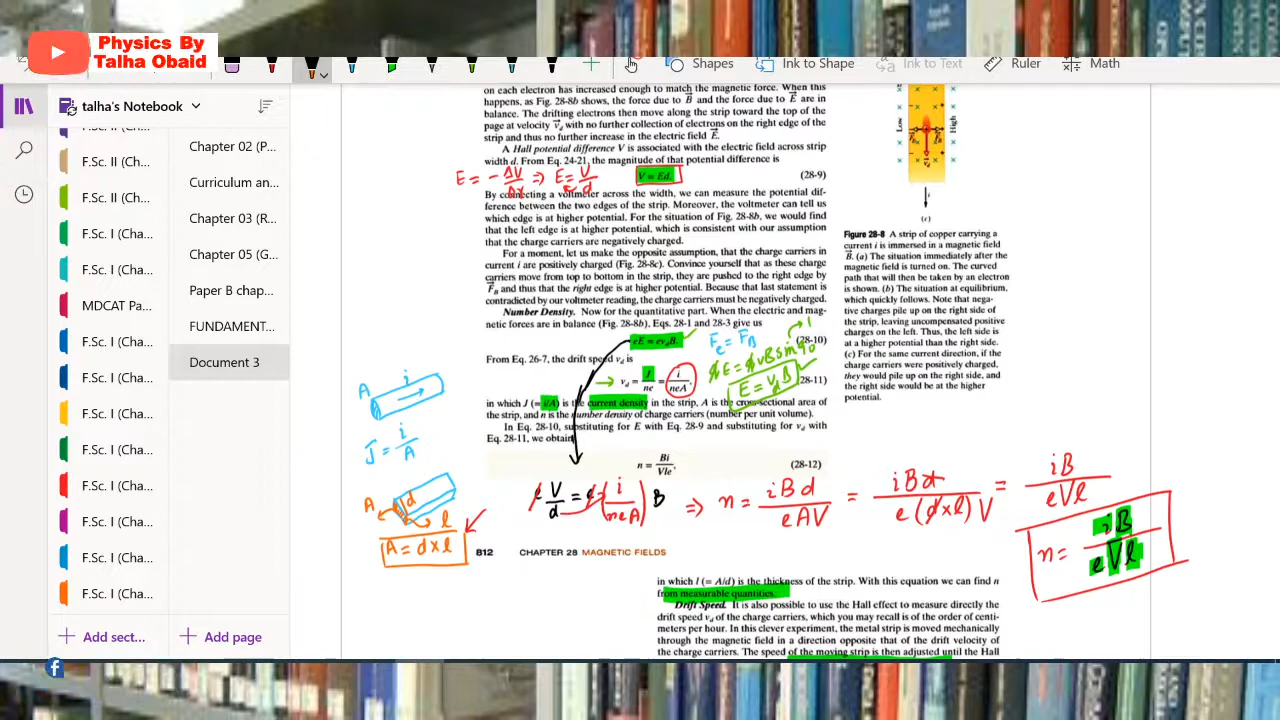 Physics By
Talha Obaid
Shapes
Ink to Shape
Ink to Text
Ruler
Math
talha's Notebook
F.Sc. II (Ch...
F.Sc. II (Ch...
F.Sc. I (Cha...
F.Sc. I (Cha...
MDCAT Pa...
F.Sc. I (Cha...
F.Sc. I (Cha...
F.Sc. I (Cha...
F.Sc. I (Cha...
F.Sc. I (Cha...
F.Sc. I (Cha...
F.Sc. I (Cha...
F.Sc. I (Cha...
Add sect...
Chapter 02 (P...
Curriculum an...
Chapter 03 (R...
Chapter 05 (G...
Paper B chap...
FUNDAMENT...
Document 3
Add page
on each electron has increased enough to match the magnetic force. When this
happens, as Fig. 28-8b shows, the force due to B and the force due to E are in
balance. The drifting electrons then move along the strip toward the top of the
page at velocity vd with no further collection of electrons on the right edge of the
strip and thus no further increase in the electric field E.
A Hall potential difference V is associated with the electric field across strip
width d. From Eq. 24-21, the magnitude of that potential difference is
E = - ΔV/Δx ⇒ E = V/d
V = Ed. (28-9)
By connecting a voltmeter across the width, we can measure the potential dif-
ference between the two edges of the strip. Moreover, the voltmeter can tell us
which edge is at higher potential. For the situation of Fig. 28-8b, we would find
that the left edge is at higher potential, which is consistent with our assumption
that the charge carriers are negatively charged.
For a moment, let us make the opposite assumption, that the charge carriers in
current i are positively charged (Fig. 28-8c). Convince yourself that as these charge
carriers move from top to bottom in the strip, they are pushed to the right edge by
FB and thus that the right edge is at higher potential. Because that last statement is
contradicted by our voltmeter reading, the charge carriers must be negatively charged.
Number Density. Now for the quantitative part. When the electric and mag-
netic forces are in balance (Fig. 28-8b), Eqs. 28-1 and 28-3 give us
eE = evdB. (28-10)
Fe = FB
eE = evB sin90 1
E = vdB
From Eq. 26-7, the drift speed vd is
vd = J/ne = i/neA, (28-11)
in which J (= i/A) is the current density in the strip, A is the cross-sectional area of
the strip, and n is the number density of charge carriers (number per unit volume).
In Eq. 28-10, substituting for E with Eq. 28-9 and substituting for vd with
Eq. 28-11, we obtain
n = Bi/Vle, (28-12)
A i
J = i/A
A d
l
A = d×l
e V/d = e (i/neA) B ⇒ n = iBd/eAV = iBd/e(d×l)V = iB/eVl
n = iB/eVl
812 CHAPTER 28 MAGNETIC FIELDS
in which l (= A/d) is the thickness of the strip. With this equation we can find n
from measurable quantities.
Drift Speed. It is also possible to use the Hall effect to measure directly the
drift speed vd of the charge carriers, which you may recall is of the order of centi-
meters per hour. In this clever experiment, the metal strip is moved mechanically
through the magnetic field in a direction opposite that of the drift velocity of
the charge carriers. The speed of the moving strip is then adjusted until the Hall
Low
High
i
(c)
Figure 28-8 A strip of copper carrying a
current i is immersed in a magnetic field
B. (a) The situation immediately after the
magnetic field is turned on. The curved
path that will then be taken by an electron
is shown. (b) The situation at equilibrium,
which quickly follows. Note that nega-
tive charges pile up on the right side of
the strip, leaving uncompensated positive
charges on the left. Thus, the left side is
at a higher potential than the right side.
(c) For the same current direction, if the
charge carriers were positively charged,
they would pile up on the right side, and
the right side would be at the higher
potential.